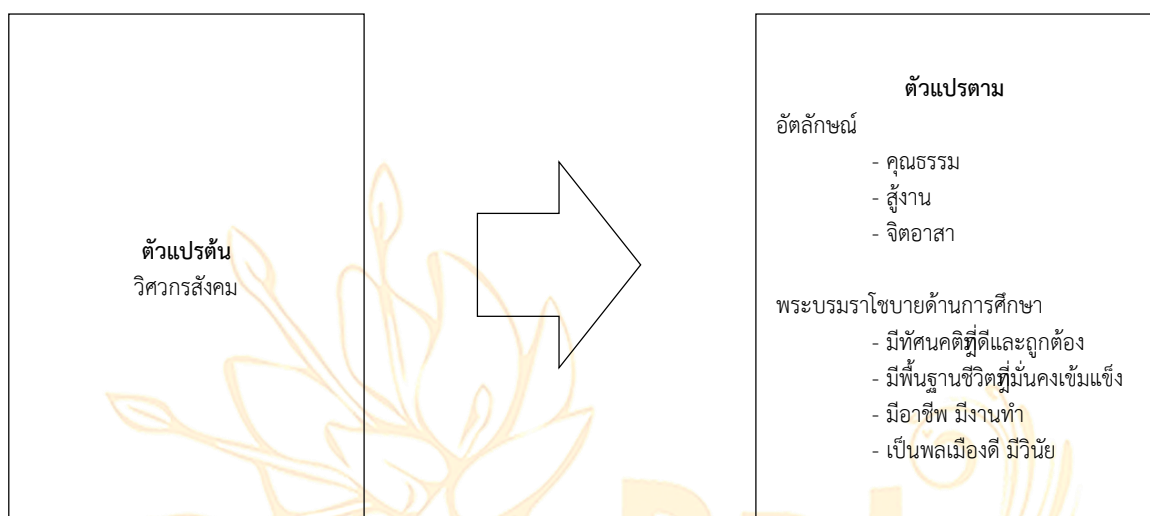 ตัวแปรต้น
วิศวกรสังคม
ตัวแปรตาม
อัตลักษณ์
- คุณธรรม
- สู้งาน
- จิตอาสา
พระบรมราโชบายด้านการศึกษา
- มีทัศนคติที่ดีและถูกต้อง
- มีพื้นฐานชีวิตที่มั่นคงเข้มแข็ง
- มีอาชีพ มีงานทำ
- เป็นพลเมืองดี มีวินัย